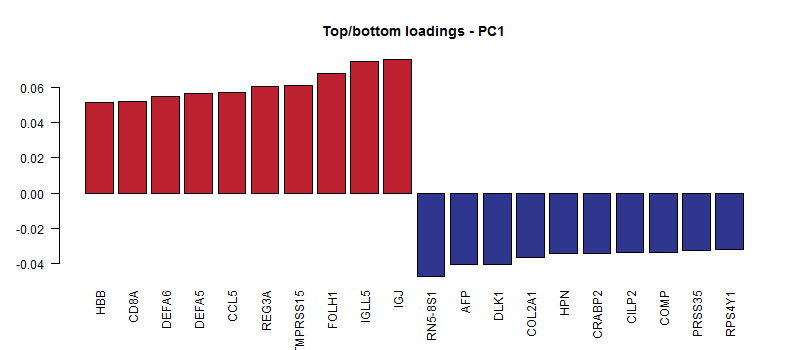 Top/bottom loadings - PC1
0.06
0.04
0.02
0.00
-0.02
-0.04
HBB
CD8A
DEFA6
DEFA5
CCL5
REG3A
TMPRSS15
FOLH1
IGLL5
IGJ
RN5-8S1
AFP
DLK1
COL2A1
HPN
CRABP2
CILP2
COMP
PRSS35
RPS4Y1